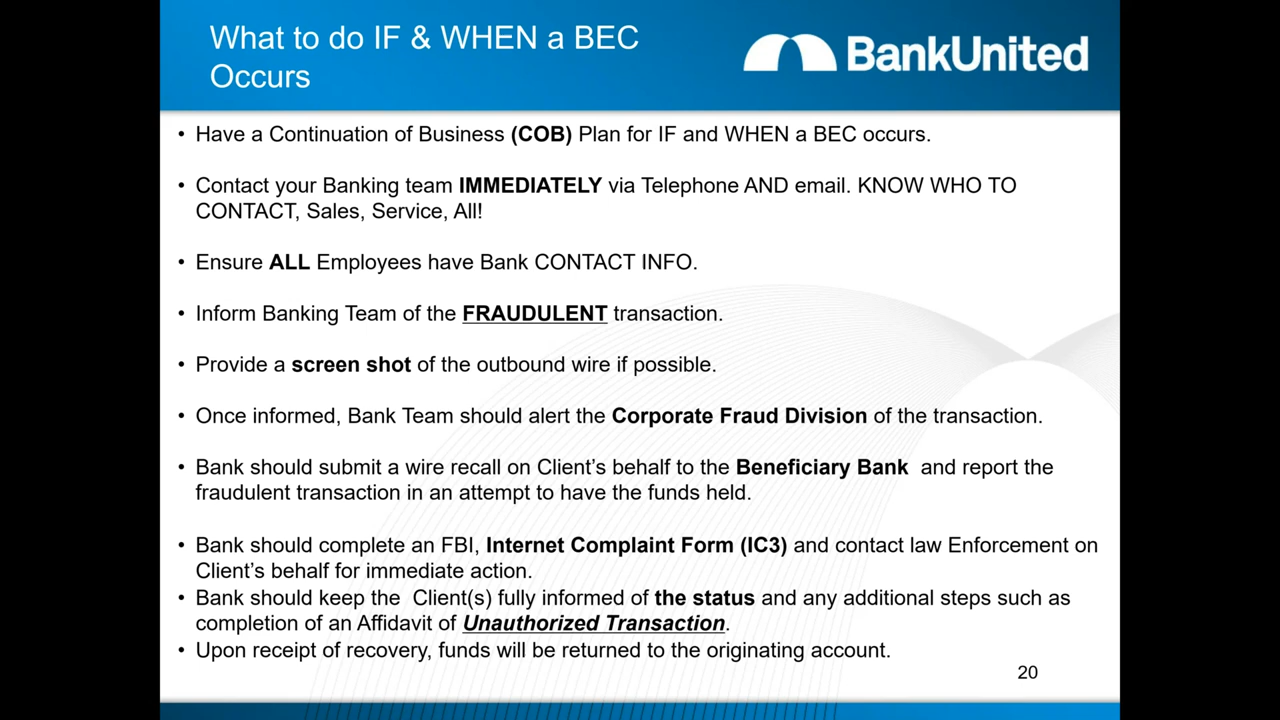 What to do IF & WHEN a BEC
Occurs
BankUnited
• Have a Continuation of Business (COB) Plan for IF and WHEN a BEC occurs.
• Contact your Banking team IMMEDIATELY via Telephone AND email. KNOW WHO TO
CONTACT, Sales, Service, All!
• Ensure ALL Employees have Bank CONTACT INFO.
• Inform Banking Team of the FRAUDULENT transaction.
• Provide a screen shot of the outbound wire if possible.
• Once informed, Bank Team should alert the Corporate Fraud Division of the transaction.
• Bank should submit a wire recall on Client's behalf to the Beneficiary Bank  and report the
fraudulent transaction in an attempt to have the funds held.
• Bank should complete an FBI, Internet Complaint Form (IC3) and contact law Enforcement on
Client's behalf for immediate action.
• Bank should keep the  Client(s) fully informed of the status and any additional steps such as
completion of an Affidavit of Unauthorized Transaction.
• Upon receipt of recovery, funds will be returned to the originating account.
20